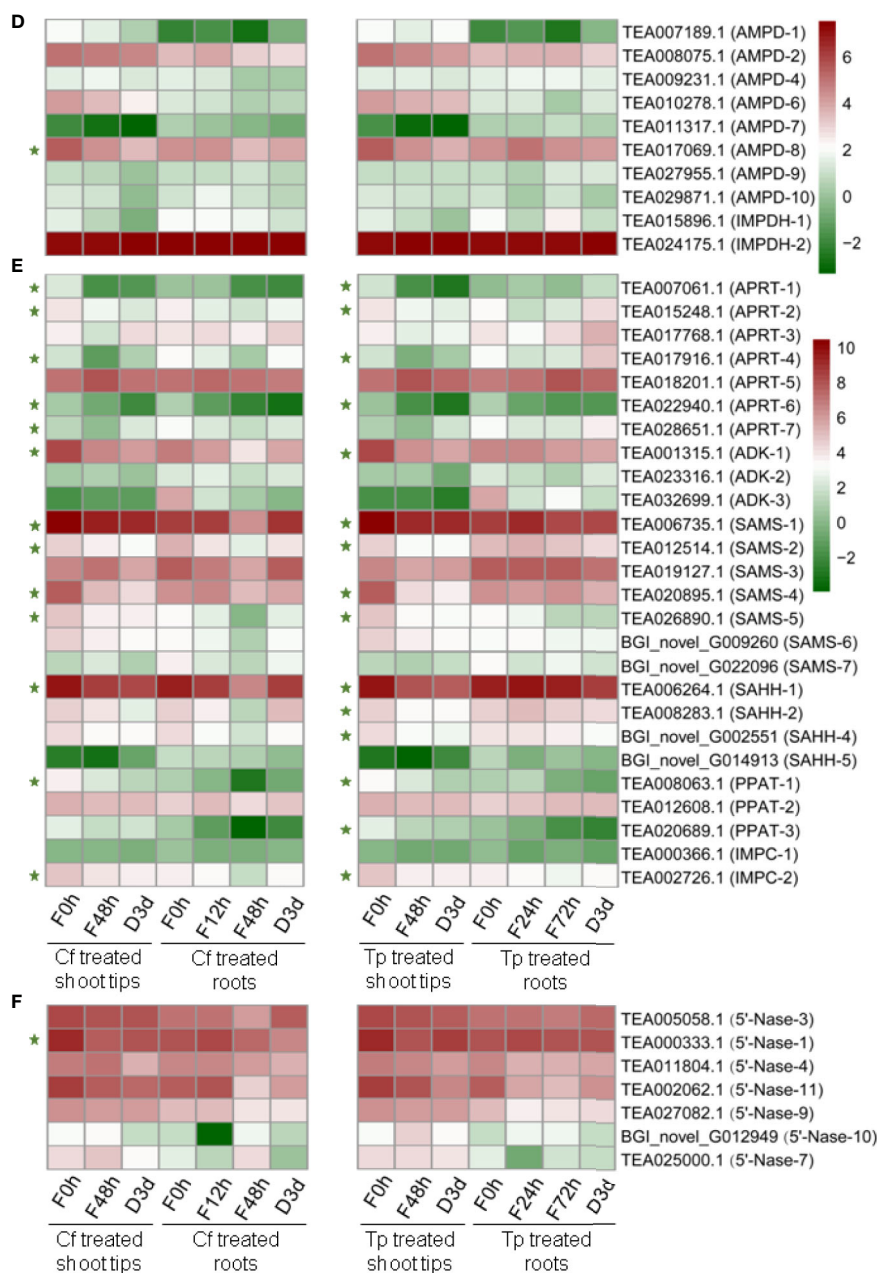 D
TEA007189.1 (AMPD-1)
TEA008075.1 (AMPD-2)
TEA009231.1 (AMPD-4)
TEA010278.1 (AMPD-6)
TEA011317.1 (AMPD-7)
TEA017069.1 (AMPD-8)
TEA027955.1 (AMPD-9)
TEA029871.1 (AMPD-10)
TEA015896.1 (IMPDH-1)
TEA024175.1 (IMPDH-2)
6
4
2
0
−2
E
TEA007061.1 (APRT-1)
TEA015248.1 (APRT-2)
TEA017768.1 (APRT-3)
TEA017916.1 (APRT-4)
TEA018201.1 (APRT-5)
TEA022940.1 (APRT-6)
TEA028651.1 (APRT-7)
TEA001315.1 (ADK-1)
TEA023316.1 (ADK-2)
TEA032699.1 (ADK-3)
TEA006735.1 (SAMS-1)
TEA012514.1 (SAMS-2)
TEA019127.1 (SAMS-3)
TEA020895.1 (SAMS-4)
TEA026890.1 (SAMS-5)
BGI_novel_G009260 (SAMS-6)
BGI_novel_G022096 (SAMS-7)
TEA006264.1 (SAHH-1)
TEA008283.1 (SAHH-2)
BGI_novel_G002551 (SAHH-4)
BGI_novel_G014913 (SAHH-5)
TEA008063.1 (PPAT-1)
TEA012608.1 (PPAT-2)
TEA020689.1 (PPAT-3)
TEA000366.1 (IMPC-1)
TEA002726.1 (IMPC-2)
10
8
6
4
2
0
−2
F0h F48h D3d F0h F12h F48h D3d F0h F48h D3d F0h F24h F72h D3d
Cf treated Cf treated Tp treated Tp treated
shoot tips roots shoot tips roots
F
TEA005058.1 (5'-Nase-3)
TEA000333.1 (5'-Nase-1)
TEA011804.1 (5'-Nase-4)
TEA002062.1 (5'-Nase-11)
TEA027082.1 (5'-Nase-9)
BGI_novel_G012949 (5'-Nase-10)
TEA025000.1 (5'-Nase-7)
F0h F48h D3d F0h F12h F48h D3d F0h F48h D3d F0h F24h F72h D3d
Cf treated Cf treated Tp treated Tp treated
shoot tips roots shoot tips roots